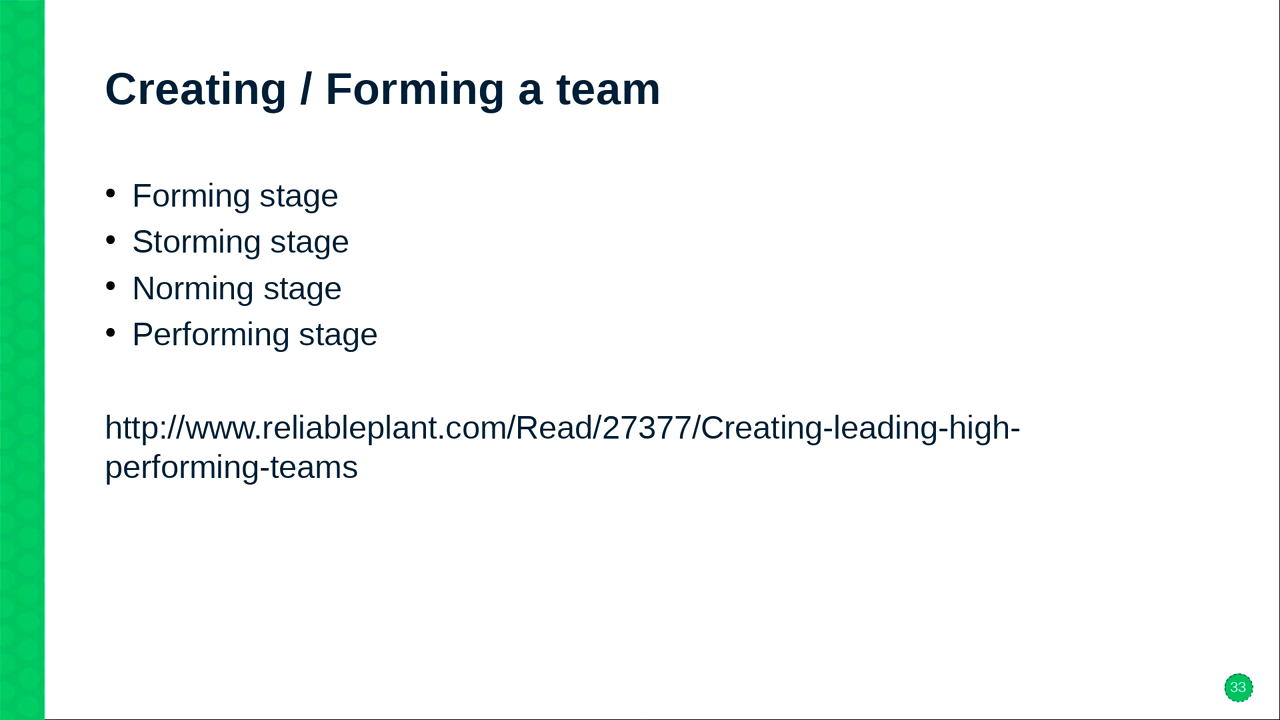 Creating / Forming a team
• Forming stage
• Storming stage
• Norming stage
• Performing stage
http://www.reliableplant.com/Read/27377/Creating-leading-high-
performing-teams
33